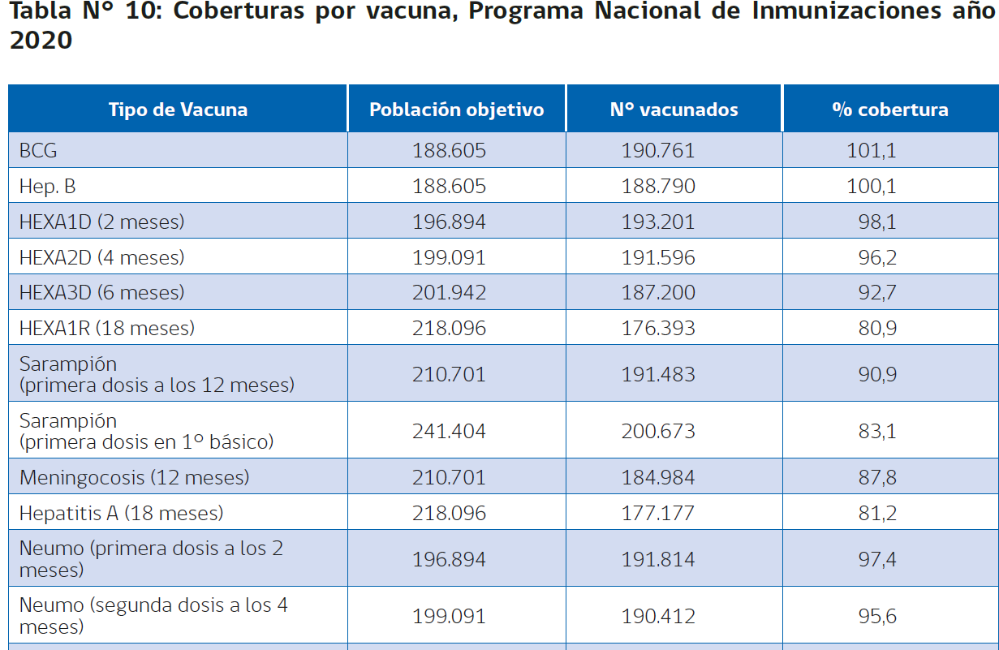 Tabla N° 10: Coberturas por vacuna, Programa Nacional de Inmunizaciones año
2020
Tipo de Vacuna Población objetivo N° vacunados % cobertura
BCG 188.605 190.761 101,1
Hep. B 188.605 188.790 100,1
HEXA1D (2 meses) 196.894 193.201 98,1
HEXA2D (4 meses) 199.091 191.596 96,2
HEXA3D (6 meses) 201.942 187.200 92,7
HEXA1R (18 meses) 218.096 176.393 80,9
Sarampión
(primera dosis a los 12 meses) 210.701 191.483 90,9
Sarampión
(primera dosis en 1° básico) 241.404 200.673 83,1
Meningocosis (12 meses) 210.701 184.984 87,8
Hepatitis A (18 meses) 218.096 177.177 81,2
Neumo (primera dosis a los 2
meses) 196.894 191.814 97,4
Neumo (segunda dosis a los 4
meses) 199.091 190.412 95,6